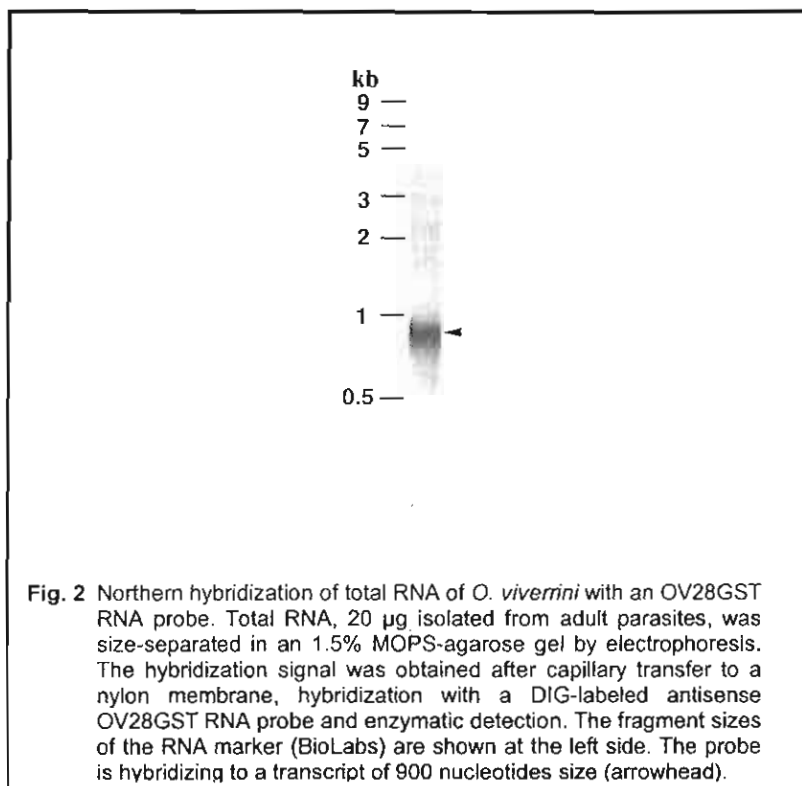 kb
9
7
5
3
2
1
0.5
Fig. 2 Northern hybridization of total RNA of O. viverrini with an OV28GST
RNA probe. Total RNA, 20 µg isolated from adult parasites, was
size-separated in an 1.5% MOPS-agarose gel by electrophoresis.
The hybridization signal was obtained after capillary transfer to a
nylon membrane, hybridization with a DIG-labeled antisense
OV28GST RNA probe and enzymatic detection. The fragment sizes
of the RNA marker (BioLabs) are shown at the left side. The probe
is hybridizing to a transcript of 900 nucleotides size (arrowhead).